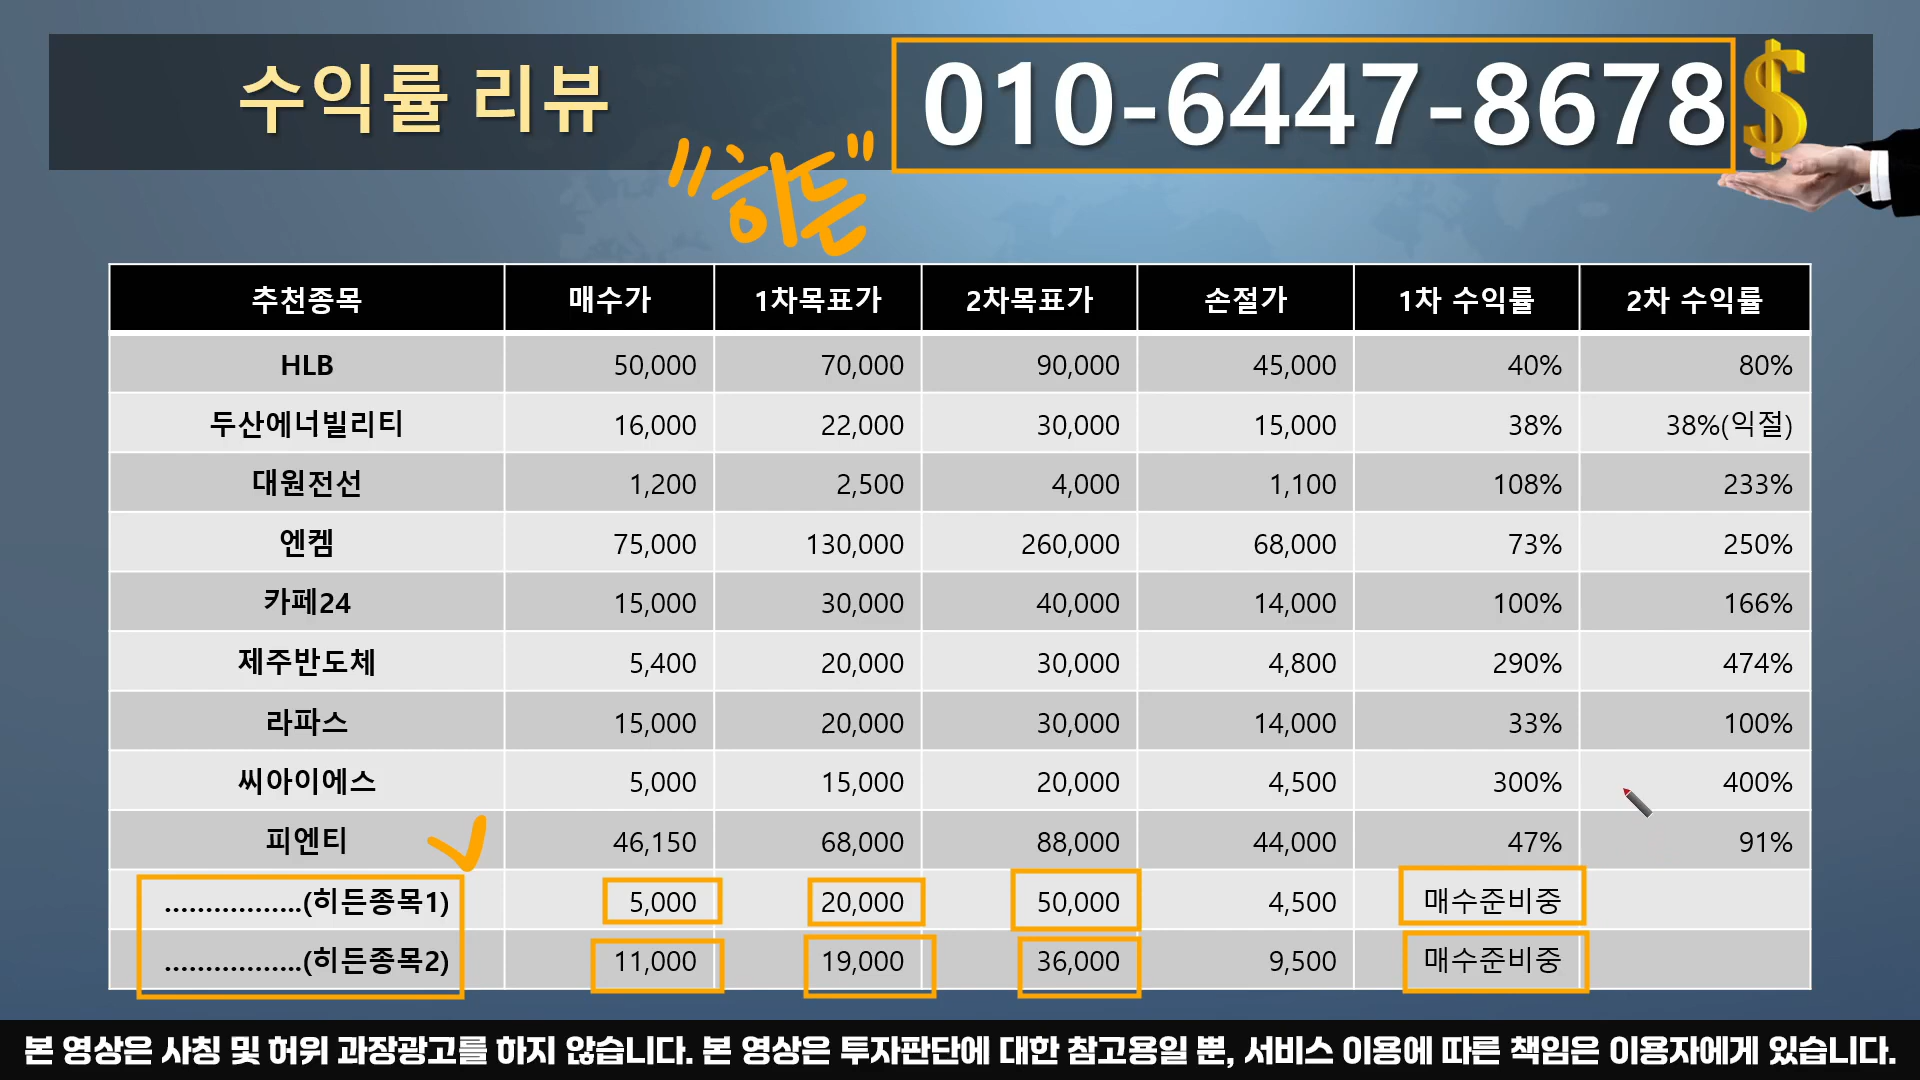 수익률 리뷰
010-6447-8678
$
"히든"
추천종목 매수가 1차목표가 2차목표가 손절가 1차 수익률 2차 수익률
HLB 50,000 70,000 90,000 45,000 40% 80%
두산에너빌리티 16,000 22,000 30,000 15,000 38% 38%(익절)
대원전선 1,200 2,500 4,000 1,100 108% 233%
엔켐 75,000 130,000 260,000 68,000 73% 250%
카페24 15,000 30,000 40,000 14,000 100% 166%
제주반도체 5,400 20,000 30,000 4,800 290% 474%
라파스 15,000 20,000 30,000 14,000 33% 100%
씨아이에스 5,000 15,000 20,000 4,500 300% 400%
피엔티 46,150 68,000 88,000 44,000 47% 91%
.................(히든종목1) 5,000 20,000 50,000 4,500 매수준비중
.................(히든종목2) 11,000 19,000 36,000 9,500 매수준비중
본 영상은 사칭 및 허위 과장광고를 하지 않습니다. 본 영상은 투자판단에 대한 참고용일 뿐, 서비스 이용에 따른 책임은 이용자에게 있습니다.